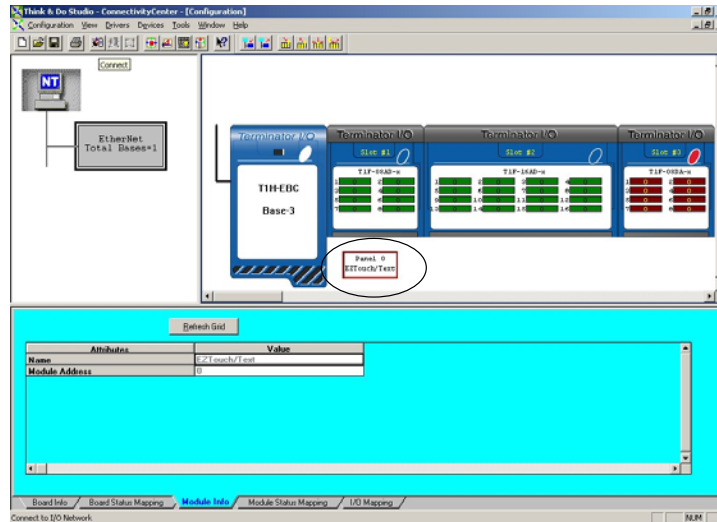 Think & Do Studio - ConnectivityCenter - [Configuration]
Configuration View Drivers Devices Tools Window Help
Connect
NT
EtherNet
Total Bases=1
Terminator I/O
T1H-EBC
Base-3
Terminator I/O
Slot #1
T1F-08AD-x
Terminator I/O
Slot #2
T1F-16AD-x
Terminator I/O
Slot #3
T1F-08DA-x
Panel 0
EZTouch/Text
Refresh Grid
Attributes Value
Name EZTouch/Text
Module Address 0
Board Info Board Status Mapping Module Info Module Status Mapping I/O Mapping
Connect to I/O Network NUM